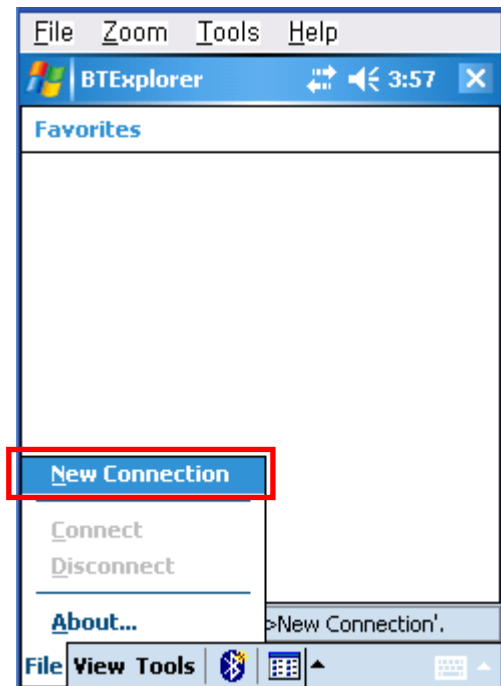 File Zoom Tools Help
BTExplorer 3:57
Favorites
New Connection
Connect
Disconnect
About...
>New Connection'.
File View Tools